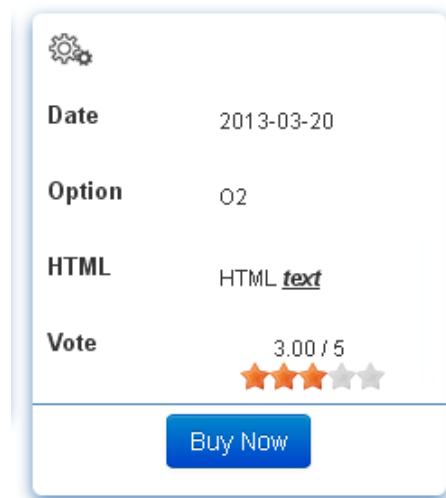 Date 2013-03-20
Option O2
HTML HTML text
Vote 3.00 / 5
Buy Now